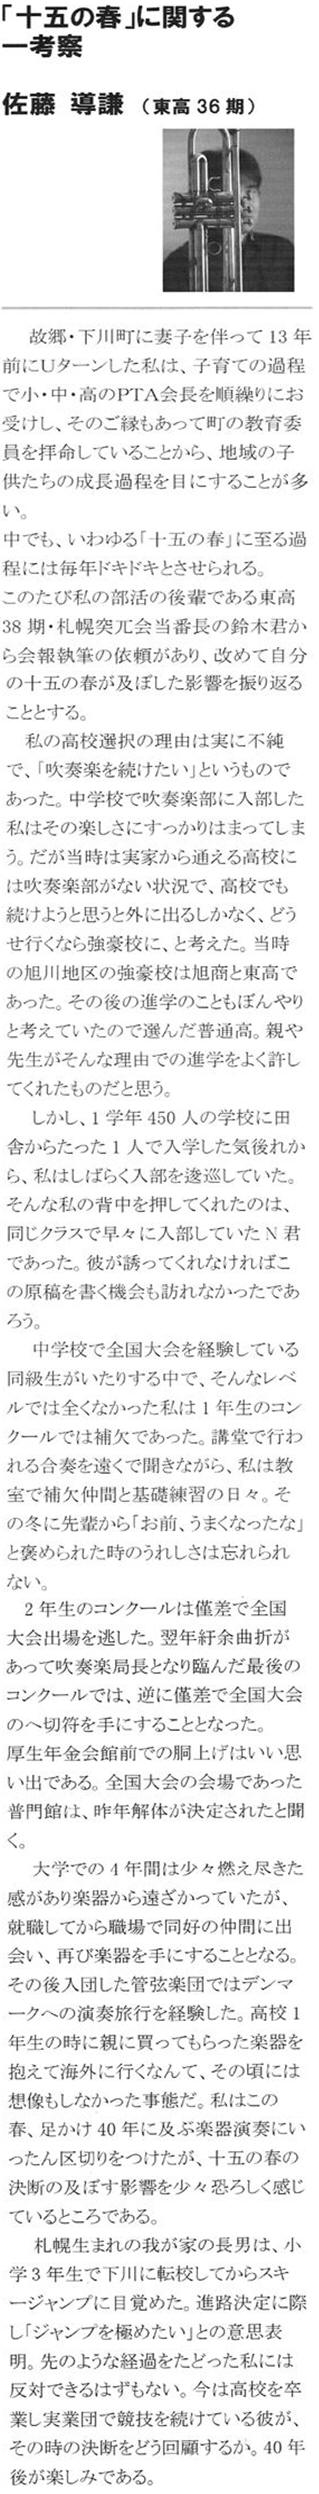 「十五の春」に関する
一考察
佐藤 導謙 （東高36期）
故郷・下川町に妻子を伴って13年
前にUターンした私は、子育ての過程
で小・中・高のPTA会長を順繰りにお
受けし、そのご縁もあって町の教育委
員を拝命していることから、地域の子
供たちの成長過程を目にすることが多
い。
中でも、いわゆる「十五の春」に至る過
程には毎年ドキドキとさせられる。
このたび私の部活の後輩である東高
38期・札幌突兀会当番長の鈴木君か
ら会報執筆の依頼があり、改めて自分
の十五の春が及ぼした影響を振り返る
こととする。
私の高校選択の理由は実に不純
で、「吹奏楽を続けたい」というもので
あった。中学校で吹奏楽部に入部した
私はその楽しさにすっかりはまってしま
う。だが当時は実家から通える高校に
は吹奏楽部がない状況で、高校でも
続けようと思うと外に出るしかなく、どう
せ行くなら強豪校に、と考えた。当時
の旭川地区の強豪校は旭商と東高で
あった。その後の進学のこともぼんやり
と考えていたので選んだ普通高。親や
先生がそんな理由での進学をよく許し
てくれたものだと思う。
しかし、1学年450人の学校に田
舎からたった1人で入学した気後れか
ら、私はしばらく入部を逡巡していた。
そんな私の背中を押してくれたのは、
同じクラスで早々に入部していたN君
であった。彼が誘ってくれなければこ
の原稿を書く機会も訪れなかったであ
ろう。
中学校で全国大会を経験している
同級生がいたりする中で、そんなレベ
ルでは全くなかった私は1年生のコン
クールでは補欠であった。講堂で行わ
れる合奏を遠くで聞きながら、私は教
室で補欠仲間と基礎練習の日々。そ
の冬に先輩から「お前、うまくなったな」
と褒められた時のうれしさは忘れられ
ない。
2年生のコンクールは僅差で全国
大会出場を逃した。翌年紆余曲折が
あって吹奏楽局長となり臨んだ最後の
コンクールでは、逆に僅差で全国大会
のへ切符を手にすることとなった。
厚生年金会館前での胴上げはいい思
い出である。全国大会の会場であった
普門館は、昨年解体が決定されたと聞
く。
大学での4年間は少々燃え尽きた
感があり楽器から遠ざかっていたが、
就職してから職場で同好の仲間に出
会い、再び楽器を手にすることとなる。
その後入団した管弦楽団ではデンマ
ークへの演奏旅行を経験した。高校1
年生の時に親に買ってもらった楽器を
抱えて海外に行くなんて、その頃には
想像もしなかった事態だ。私はこの
春、足かけ40年に及ぶ楽器演奏にい
ったん区切りをつけたが、十五の春の
決断の及ぼす影響を少々恐ろしく感じ
ているところである。
札幌生まれの我が家の長男は、小
学3年生で下川に転校してからスキ
ージャンプに目覚めた。進路決定に際
し「ジャンプを極めたい」との意思表
明。先のような経過をたどった私には
反対できるはずもない。今は高校を卒
業し実業団で競技を続けている彼が、
その時の決断をどう回顧するか。40年
後が楽しみである。